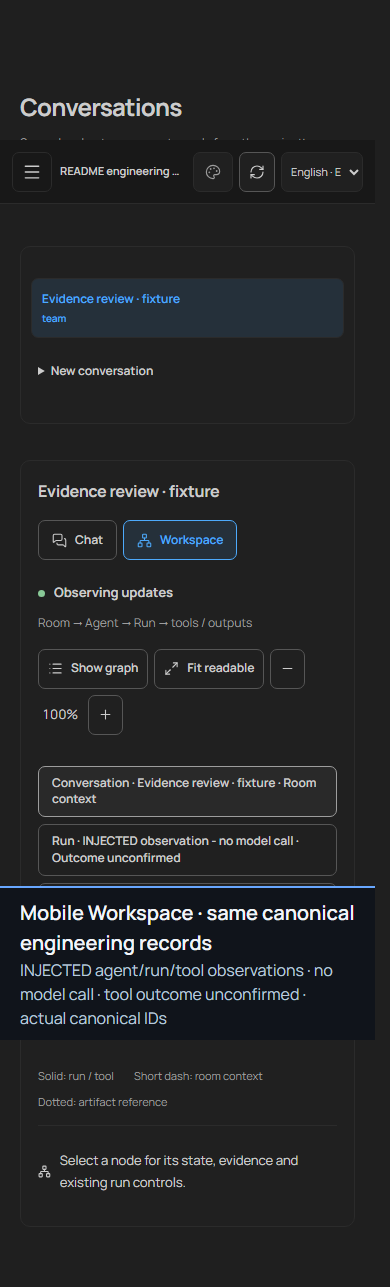 Conversations
README engineering ...
English · E
Evidence review · fixture
team
New conversation
Evidence review · fixture
Chat
Workspace
Observing updates
Room → Agent → Run → tools / outputs
Show graph
Fit readable
100%
Conversation · Evidence review · fixture · Room
context
Run · INJECTED observation - no model call ·
Outcome unconfirmed
Mobile Workspace · same canonical
engineering records
INJECTED agent/run/tool observations · no
model call · tool outcome unconfirmed ·
actual canonical IDs
Solid: run / tool
Short dash: room context
Dotted: artifact reference
Select a node for its state, evidence and
existing run controls.